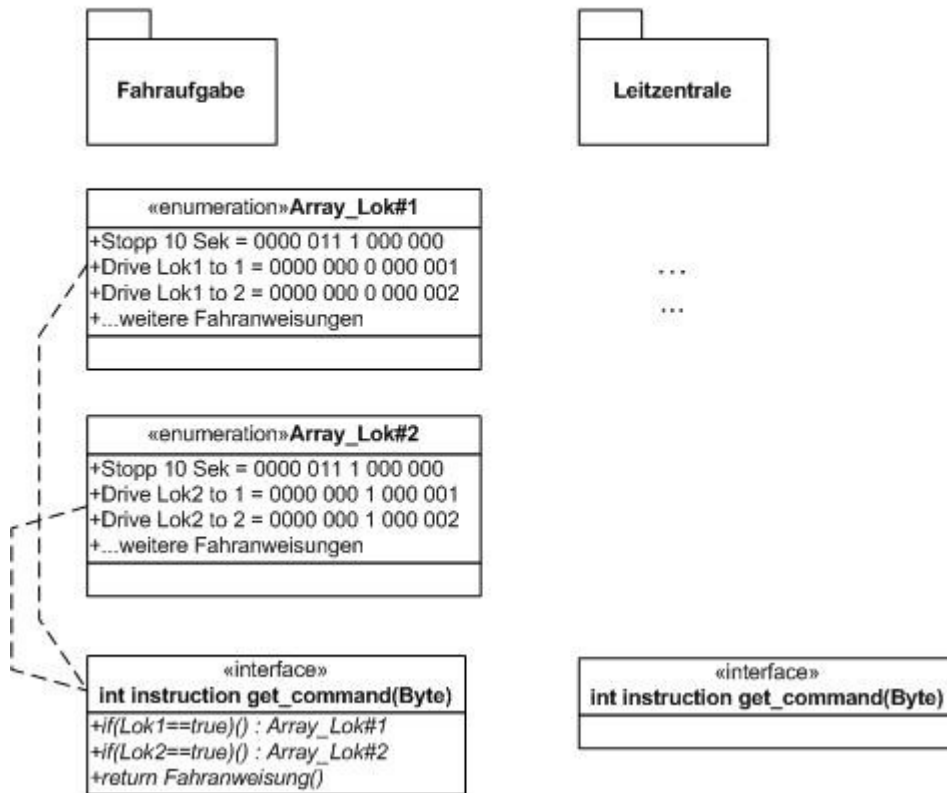 Fahraufgabe
Leitzentrale
«enumeration»Array_Lok#1
+Stopp 10 Sek = 0000 011 1 000 000
+Drive Lok1 to 1 = 0000 000 0 000 001
+Drive Lok1 to 2 = 0000 000 0 000 002
+...weitere Fahranweisungen
...
...
«enumeration»Array_Lok#2
+Stopp 10 Sek = 0000 011 1 000 000
+Drive Lok2 to 1 = 0000 000 1 000 001
+Drive Lok2 to 2 = 0000 000 1 000 002
+...weitere Fahranweisungen
«interface»
int instruction get_command(Byte)
+if(Lok1==true)() : Array_Lok#1
+if(Lok2==true)() : Array_Lok#2
+return Fahranweisung()
«interface»
int instruction get_command(Byte)